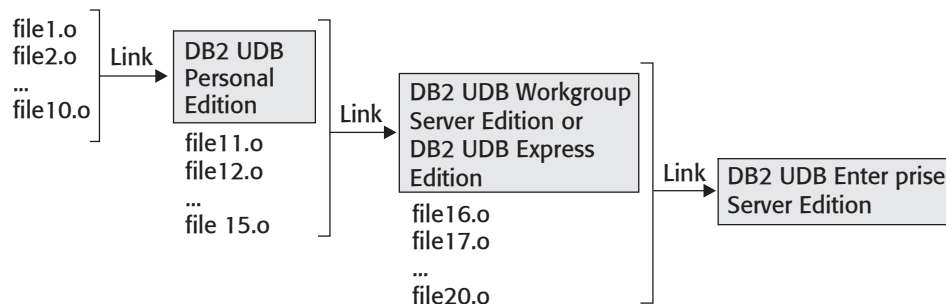 file1.o
file2.o
...
file10.o
Link
DB2 UDB
Personal
Edition
file11.o
file12.o
...
file 15.o
Link
DB2 UDB Workgroup
Server Edition or
DB2 UDB Express
Edition
file16.o
file17.o
...
file20.o
Link
DB2 UDB Enter prise
Server Edition